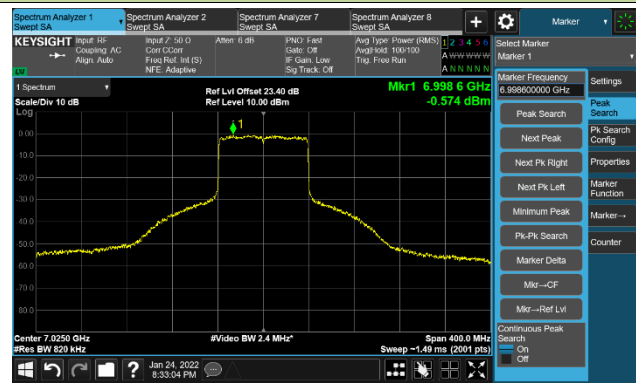 Spectrum Analyzer 1
Swept SA
Spectrum Analyzer 2
Swept SA
Spectrum Analyzer 7
Swept SA
Spectrum Analyzer 8
Swept SA
Marker
KEYSIGHT
Input: RF
Coupling: AC
Align: Auto
Input Z: 50 Ω
Corr CCorr
Freq Ref: Int (S)
NFE: Adaptive
Atten: 6 dB
PNO: Fast
Gate: Off
IF Gain: Low
Sig Track: Off
Avg Type: Power (RMS)
Avg|Hold: 100/100
Trig: Free Run
1 2 3 4 5 6
A W W W W W
A N N N N N
LV
Select Marker
Marker 1
1 Spectrum
Scale/Div 10 dB
Log
Ref Lvl Offset 23.40 dB
Ref Level 10.00 dBm
Mkr1 6.998 6 GHz
-0.574 dBm
1
0.00
-10.0
-20.0
-30.0
-40.0
-50.0
-60.0
-70.0
-80.0
Center 7.0250 GHz
#Res BW 820 kHz
#Video BW 2.4 MHz*
Span 400.0 MHz
Sweep ~1.49 ms (2001 pts)
Marker Frequency
6.998600000 GHz
Peak Search
Next Peak
Next Pk Right
Next Pk Left
Minimum Peak
Pk-Pk Search
Marker Delta
Mkr→CF
Mkr→Ref Lvl
Continuous Peak
Search
On
Off
Settings
Peak
Search
Pk Search
Config
Properties
Marker
Function
Marker→
Counter
?
Jan 24, 2022
8:33:04 PM